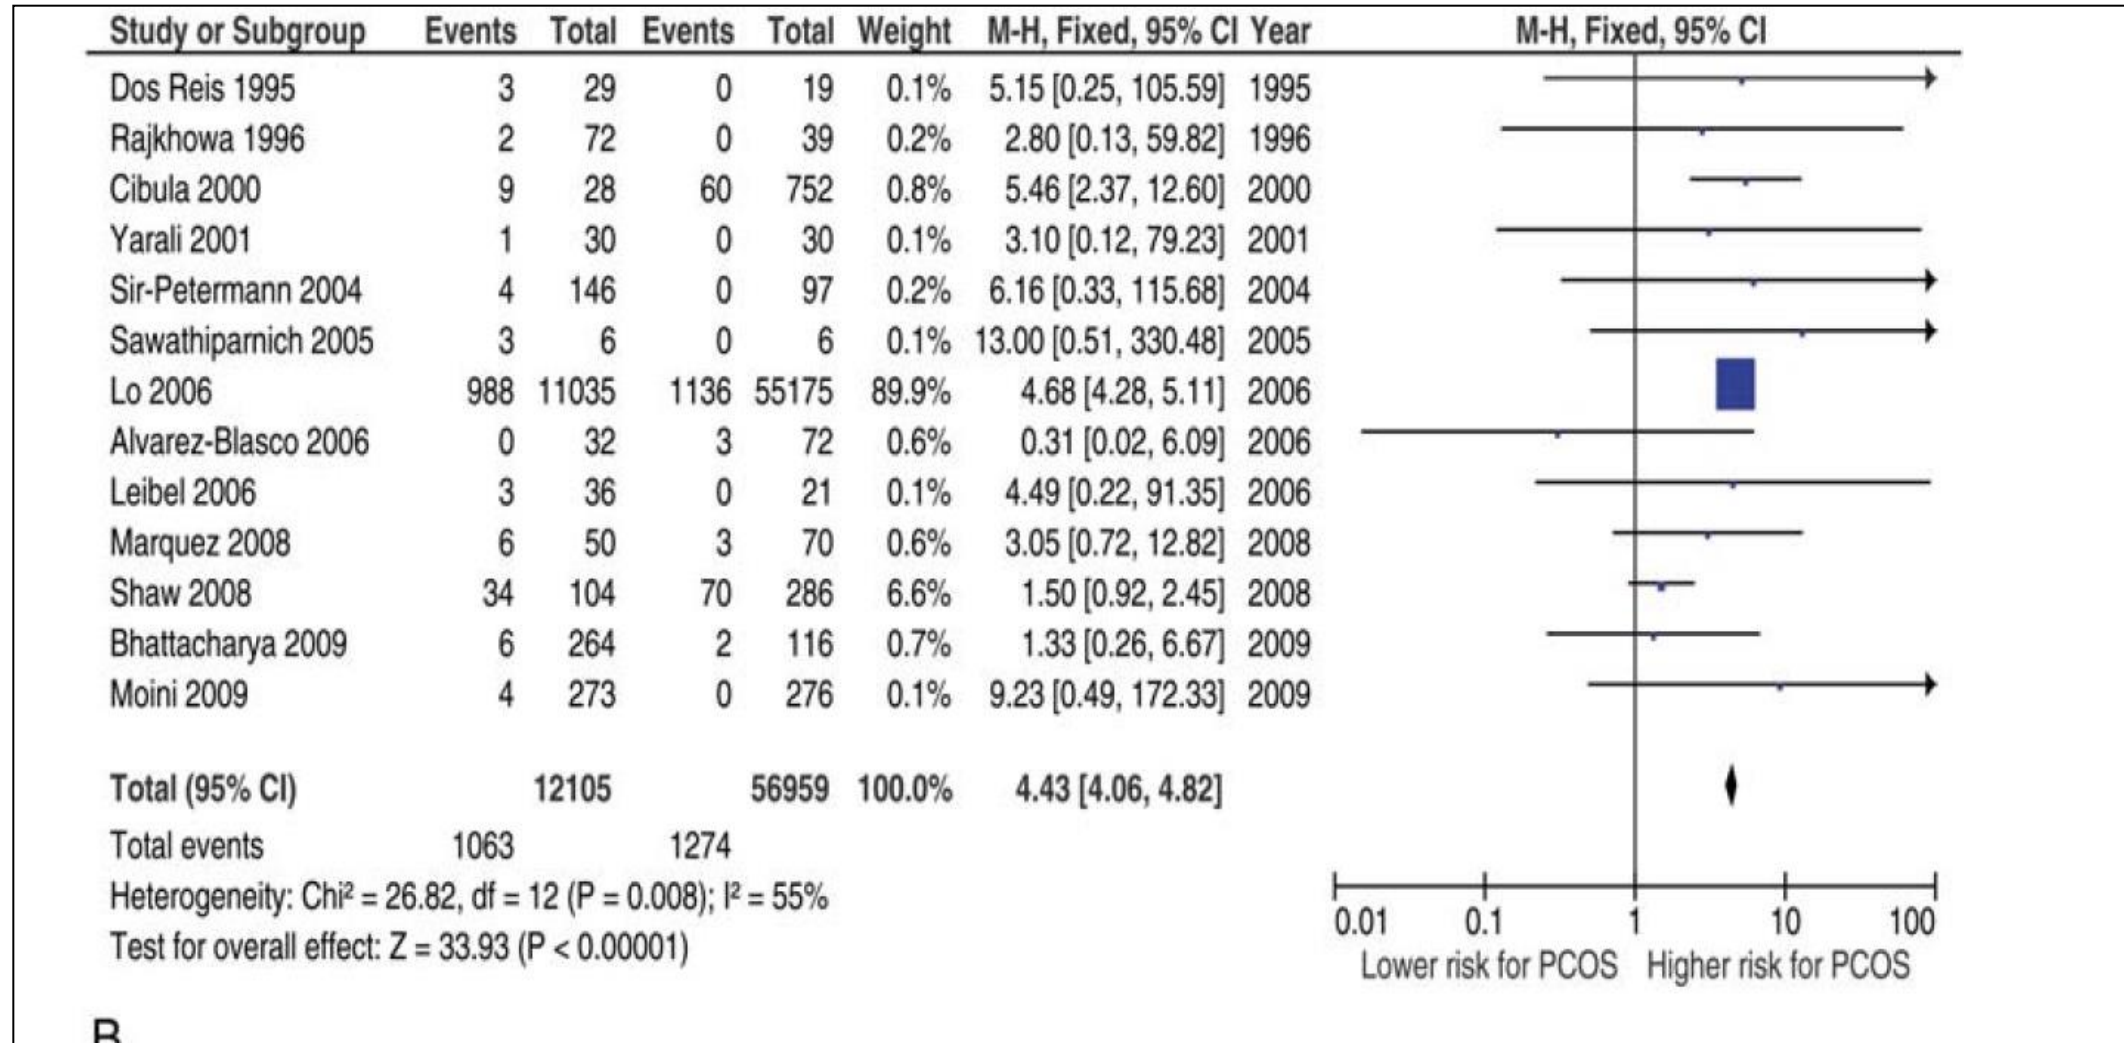 Study or Subgroup Events Total Events Total Weight M-H, Fixed, 95% CI Year M-H, Fixed, 95% CI
Dos Reis 1995 3 29 0 19 0.1% 5.15 [0.25, 105.59] 1995
Rajkhowa 1996 2 72 0 39 0.2% 2.80 [0.13, 59.82] 1996
Cibula 2000 9 28 60 752 0.8% 5.46 [2.37, 12.60] 2000
Yarali 2001 1 30 0 30 0.1% 3.10 [0.12, 79.23] 2001
Sir-Petermann 2004 4 146 0 97 0.2% 6.16 [0.33, 115.68] 2004
Sawathiparnich 2005 3 6 0 6 0.1% 13.00 [0.51, 330.48] 2005
Lo 2006 988 11035 1136 55175 89.9% 4.68 [4.28, 5.11] 2006
Alvarez-Blasco 2006 0 32 3 72 0.6% 0.31 [0.02, 6.09] 2006
Leibel 2006 3 36 0 21 0.1% 4.49 [0.22, 91.35] 2006
Marquez 2008 6 50 3 70 0.6% 3.05 [0.72, 12.82] 2008
Shaw 2008 34 104 70 286 6.6% 1.50 [0.92, 2.45] 2008
Bhattacharya 2009 6 264 2 116 0.7% 1.33 [0.26, 6.67] 2009
Moini 2009 4 273 0 276 0.1% 9.23 [0.49, 172.33] 2009
Total (95% CI) 12105 56959 100.0% 4.43 [4.06, 4.82]
Total events 1063 1274
Heterogeneity: Chi² = 26.82, df = 12 (P = 0.008); I² = 55%
Test for overall effect: Z = 33.93 (P < 0.00001)
0.01 0.1 1 10 100
Lower risk for PCOS Higher risk for PCOS
B